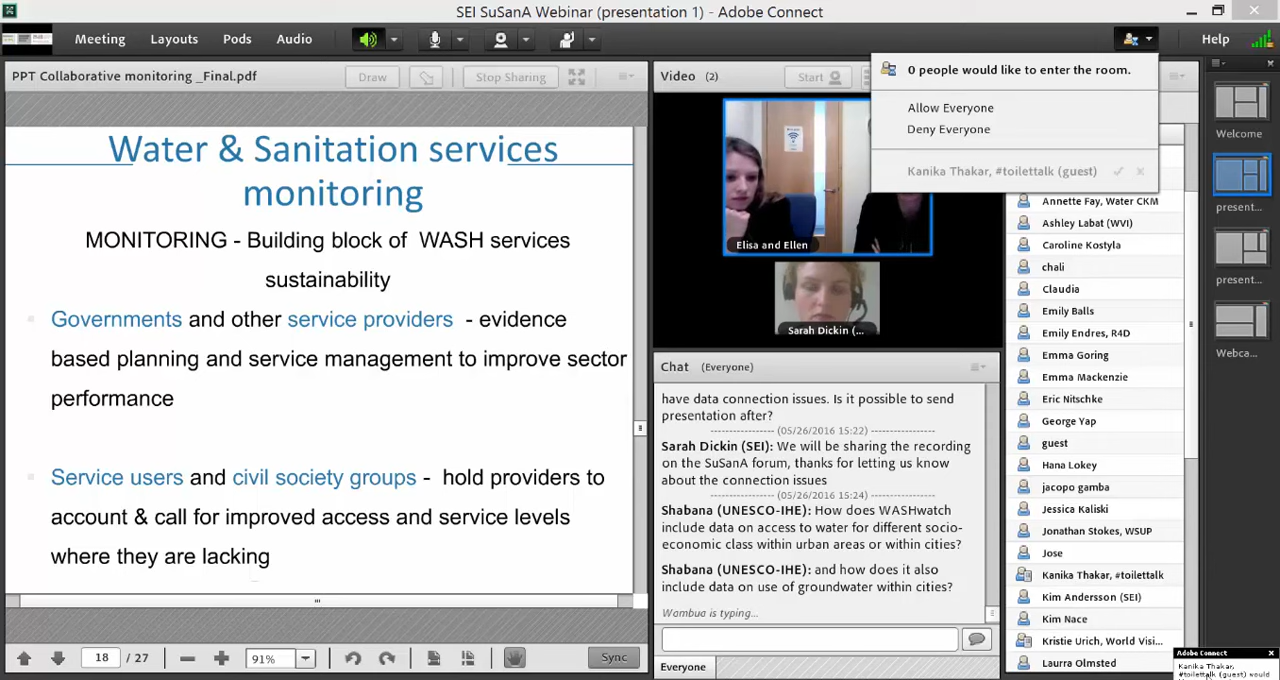 SEI SuSanA Webinar (presentation 1) - Adobe Connect
Meeting Layouts Pods Audio Help
PPT Collaborative monitoring _Final.pdf Draw Stop Sharing
Water & Sanitation services
monitoring
MONITORING - Building block of WASH services
sustainability
Governments and other service providers - evidence
based planning and service management to improve sector
performance
Service users and civil society groups - hold providers to
account & call for improved access and service levels
where they are lacking
18 / 27 91% Sync
Video (2) Start
Elisa and Ellen
Sarah Dickin (...
0 people would like to enter the room.
Allow Everyone
Deny Everyone
Kanika Thakar, #toilettalk (guest)
Chat (Everyone)
have data connection issues. Is it possible to send
presentation after?
---------------- (05/26/2016 15:22) ----------------
Sarah Dickin (SEI): We will be sharing the recording
on the SuSanA forum, thanks for letting us know
about the connection issues
---------------- (05/26/2016 15:24) ----------------
Shabana (UNESCO-IHE): How does WASHwatch
include data on access to water for different socio-
economic class within urban areas or within cities?
Shabana (UNESCO-IHE): and how does it also
include data on use of groundwater within cities?
Wambua is typing...
Everyone
Annette Fay, Water CKM
Ashley Labat (WVI)
Caroline Kostyla
chali
Claudia
Emily Balls
Emily Endres, R4D
Emma Goring
Emma Mackenzie
Eric Nitschke
George Yap
guest
Hana Lokey
jacopo gamba
Jessica Kaliski
Jonathan Stokes, WSUP
Jose
Kanika Thakar, #toilettalk
Kim Andersson (SEI)
Kim Nace
Kristie Urich, World Visi...
Laurra Olmsted
Welcome
present...
present...
Webca...
Adobe Connect
Kanika Thakar,
#toilettalk (guest) would